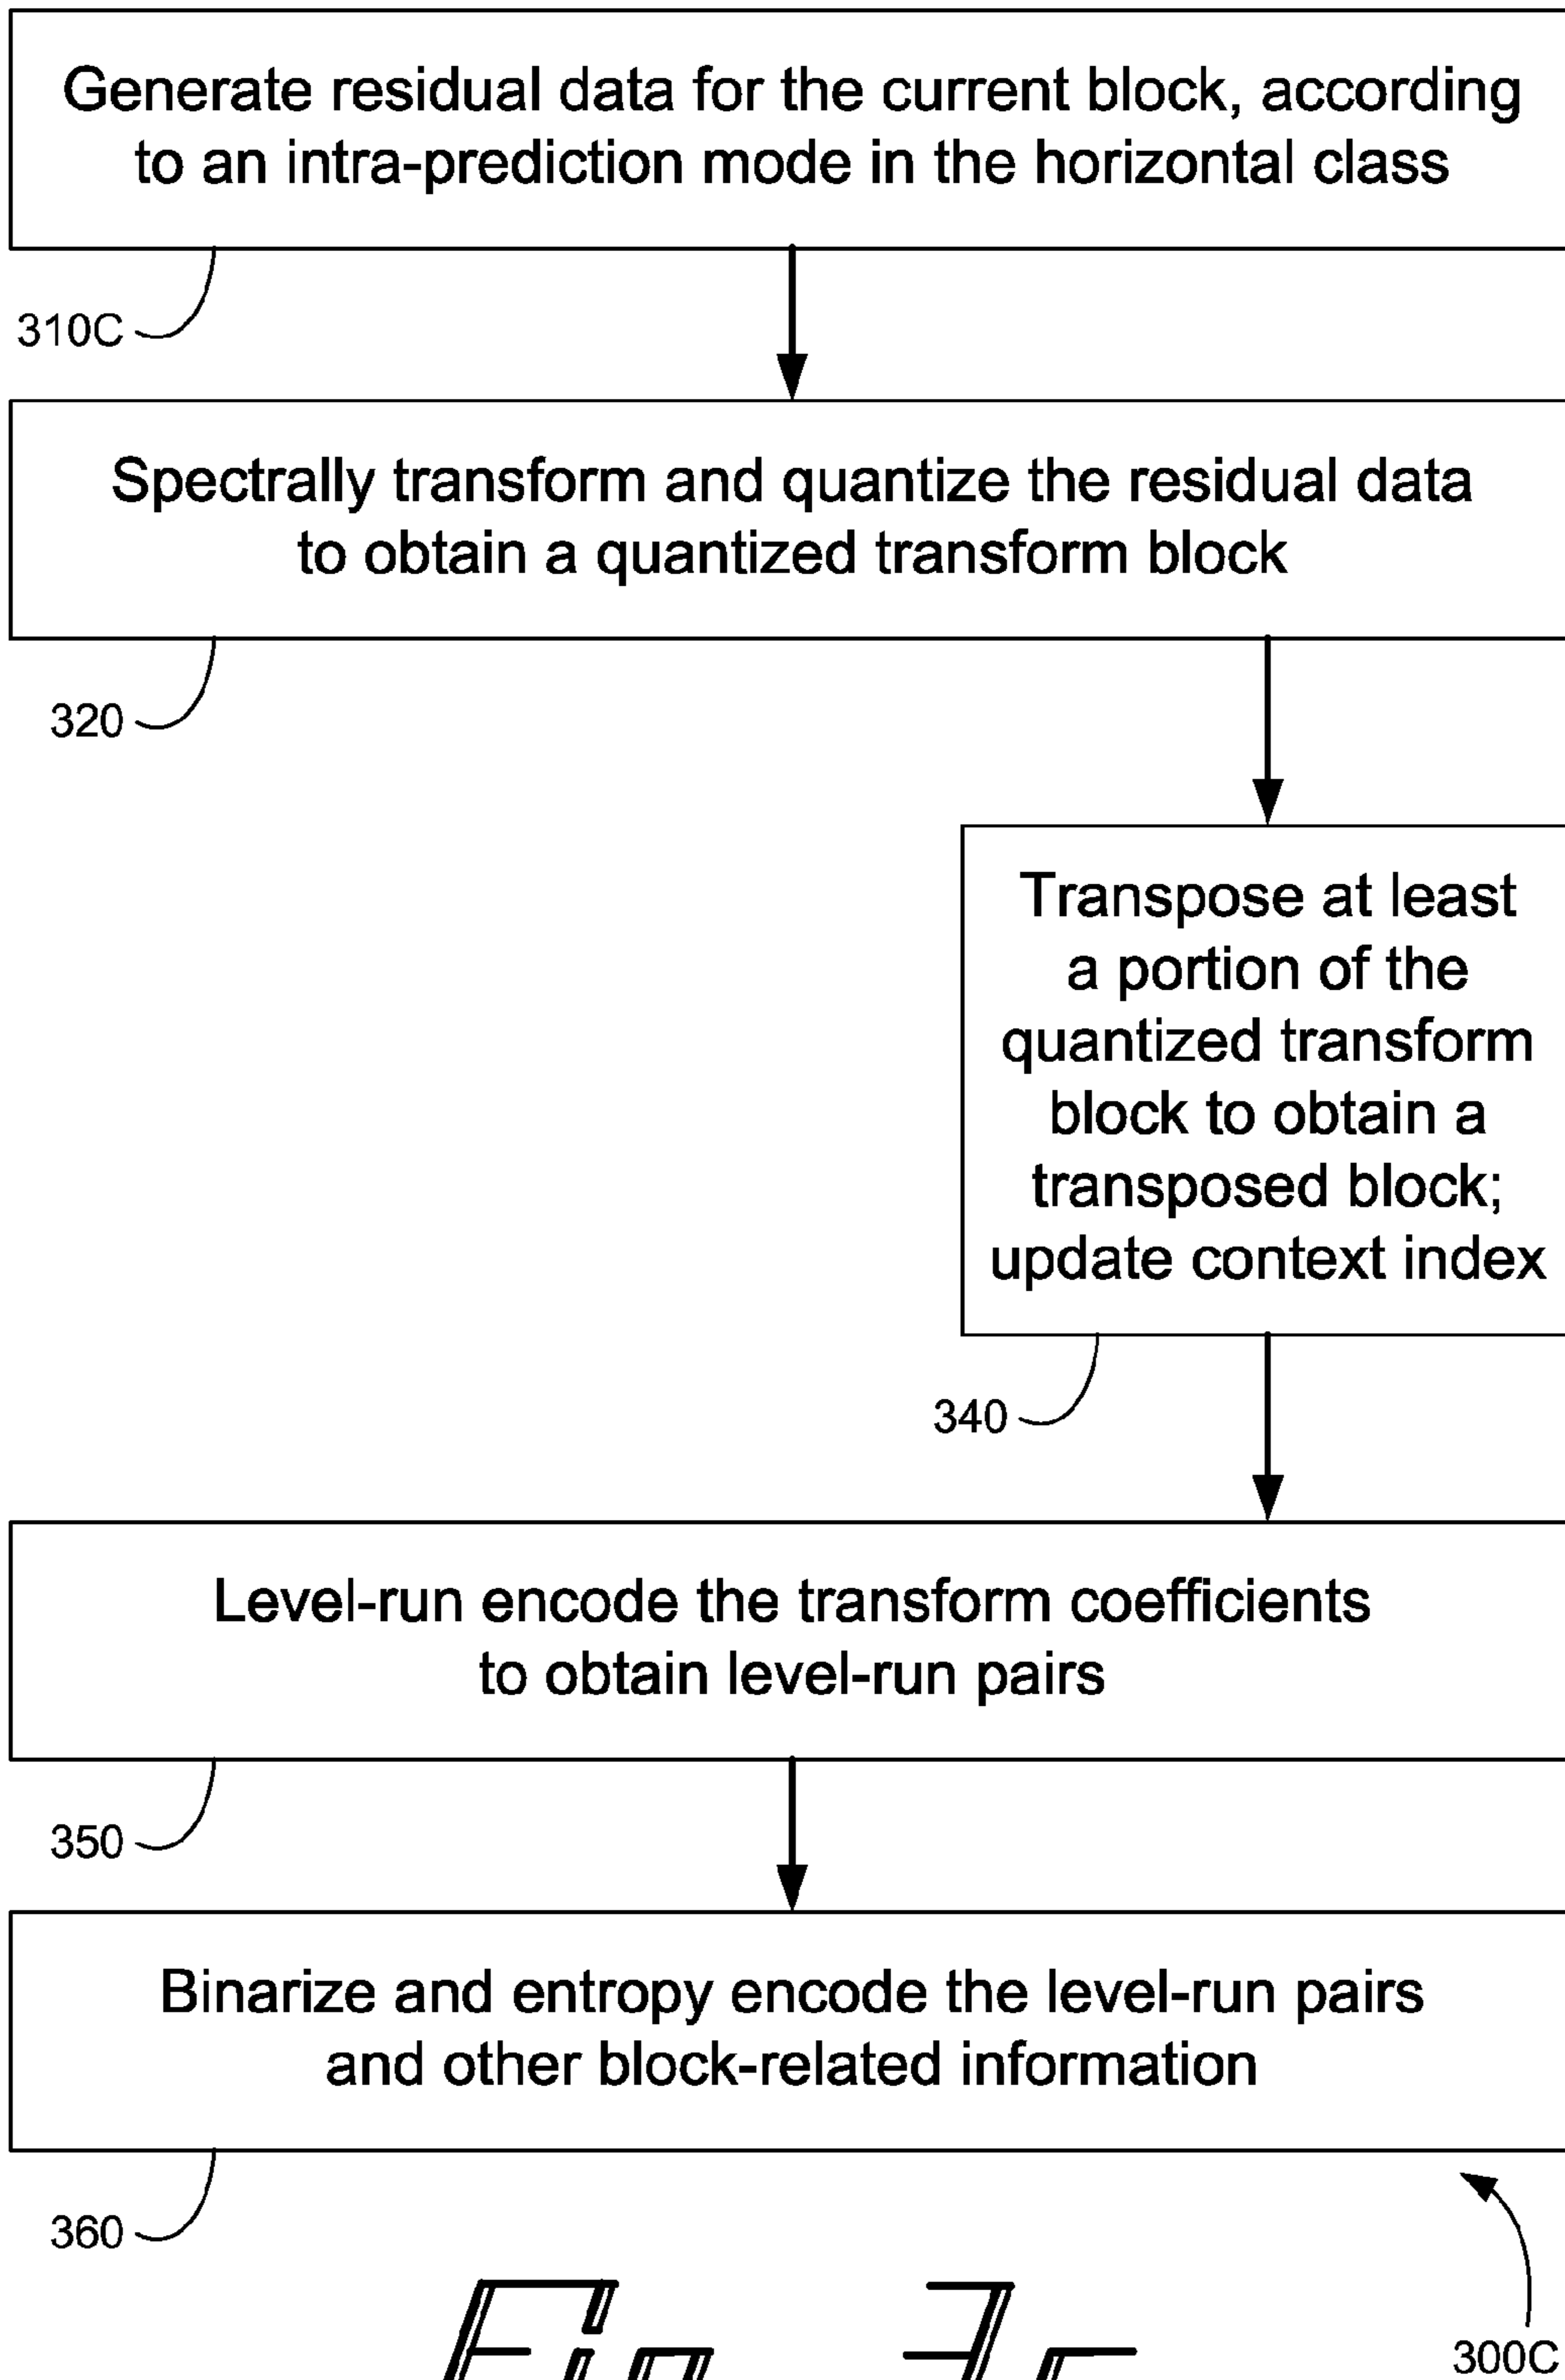 Generate residual data for the current block, according
to an intra-prediction mode in the horizontal class
310C
Spectrally transform and quantize the residual data
to obtain a quantized transform block
320
Transpose at least
a portion of the
quantized transform
block to obtain a
transposed block;
update context index
340
Level-run encode the transform coefficients
to obtain level-run pairs
350
Binarize and entropy encode the level-run pairs
and other block-related information
360
300C